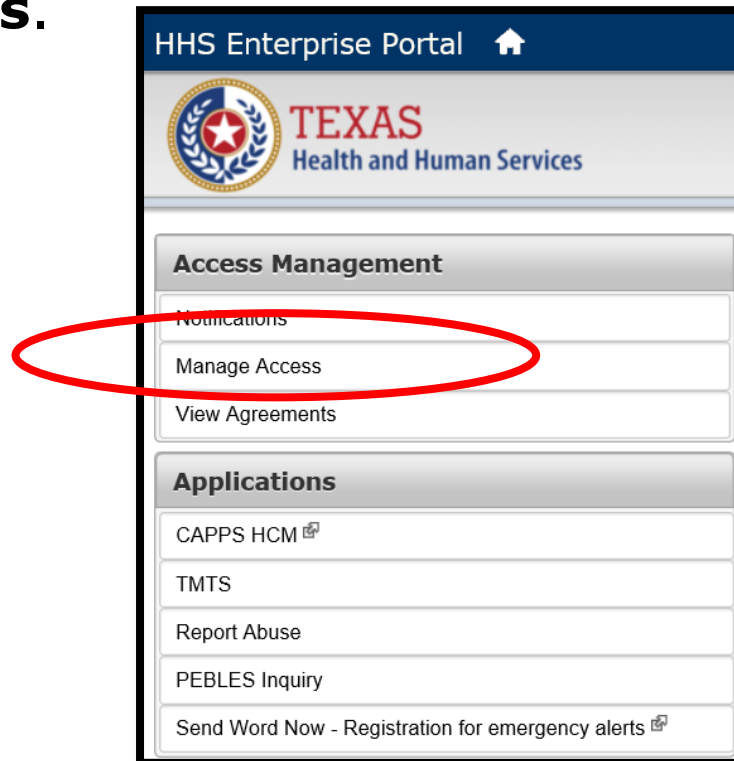 s.
HHS Enterprise Portal
TEXAS
Health and Human Services
Access Management
Notifications
Manage Access
View Agreements
Applications
CAPPS HCM
TMTS
Report Abuse
PEBLES Inquiry
Send Word Now - Registration for emergency alerts